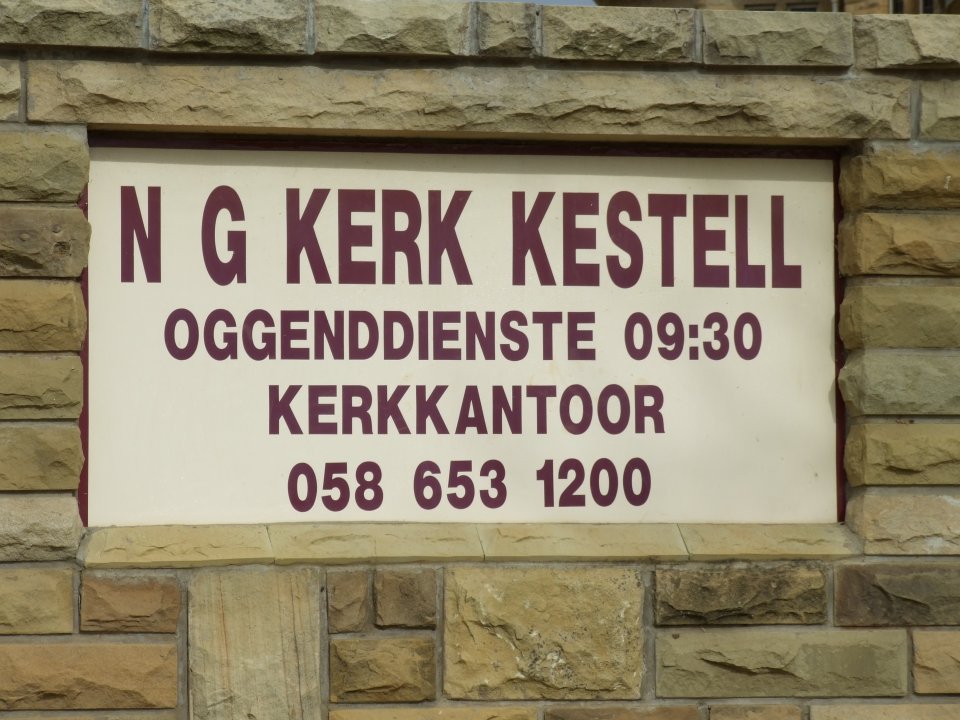 N G KERK KESTELL
OGGENDDIENSTE 09:30
KERKKANTOOR
058 653 1200